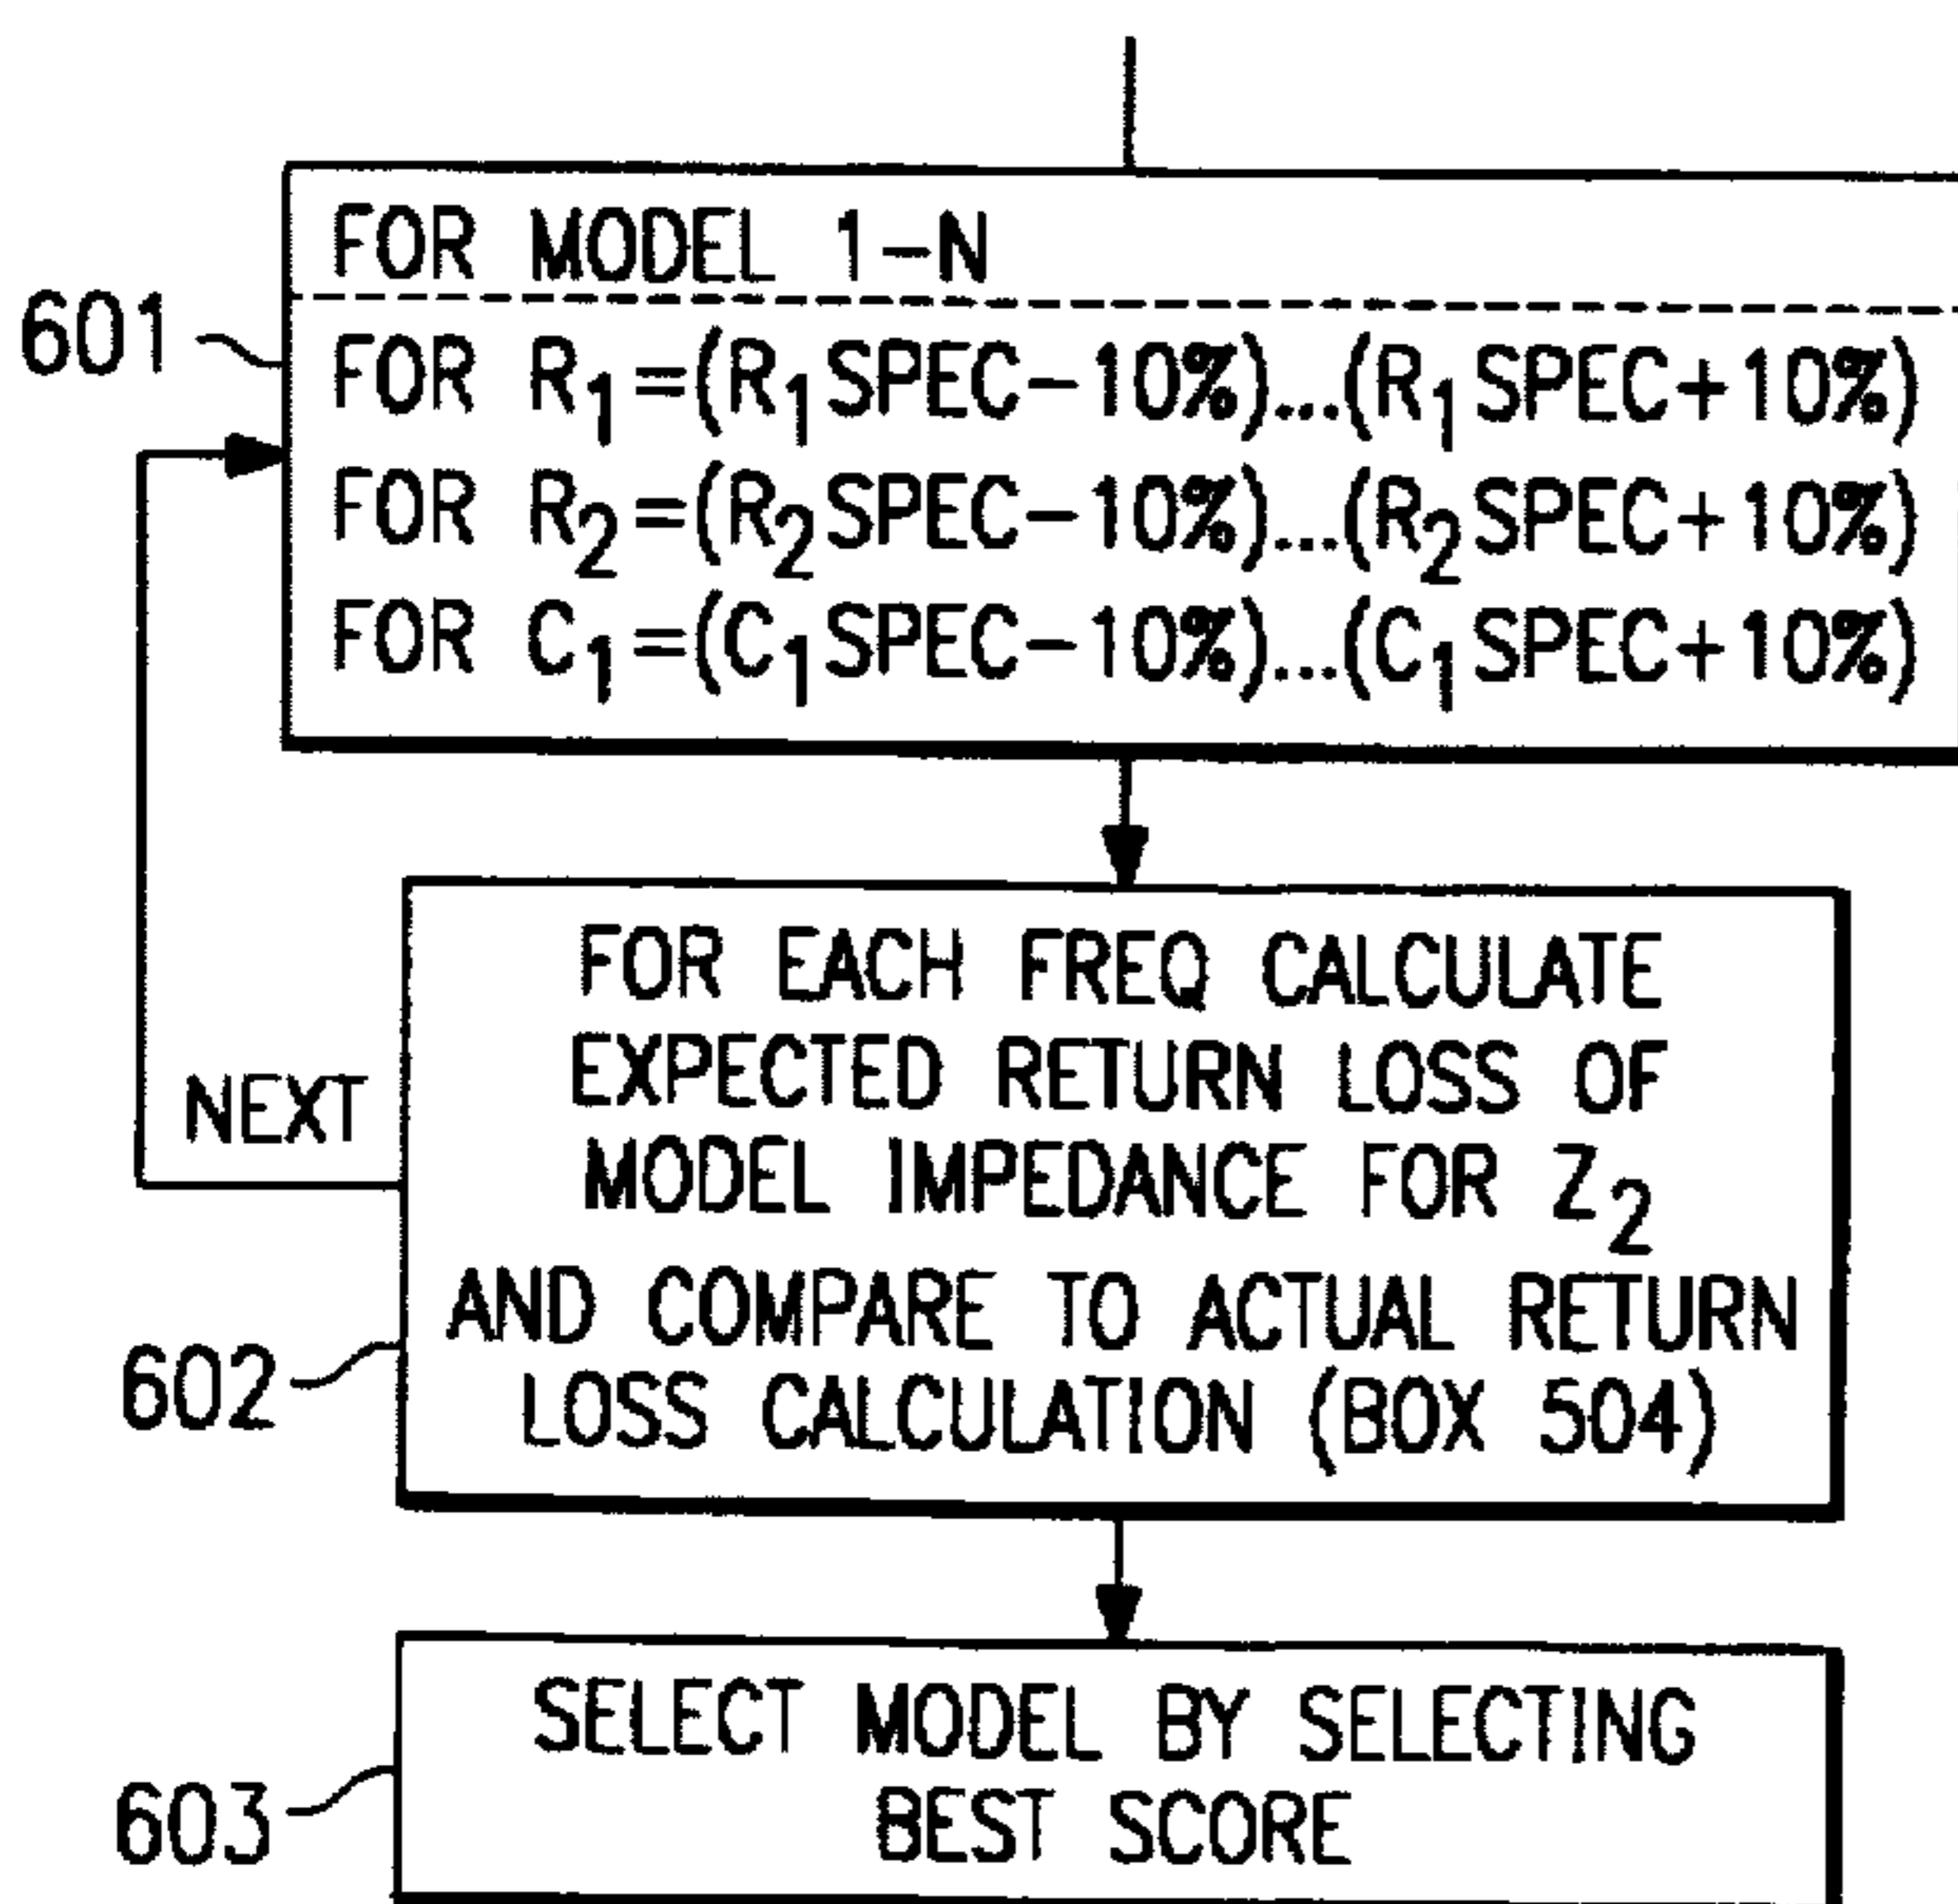 FOR MODEL 1-N
601
FOR R₁=(R₁SPEC-10%)...(R₁SPEC+10%)
FOR R₂=(R₂SPEC-10%)...(R₂SPEC+10%)
FOR C₁=(C₁SPEC-10%)...(C₁SPEC+10%)
FOR EACH FREQ CALCULATE
EXPECTED RETURN LOSS OF
NEXT
MODEL IMPEDANCE FOR Z₂
AND COMPARE TO ACTUAL RETURN
602
LOSS CALCULATION (BOX 504)
SELECT MODEL BY SELECTING
603
BEST SCORE